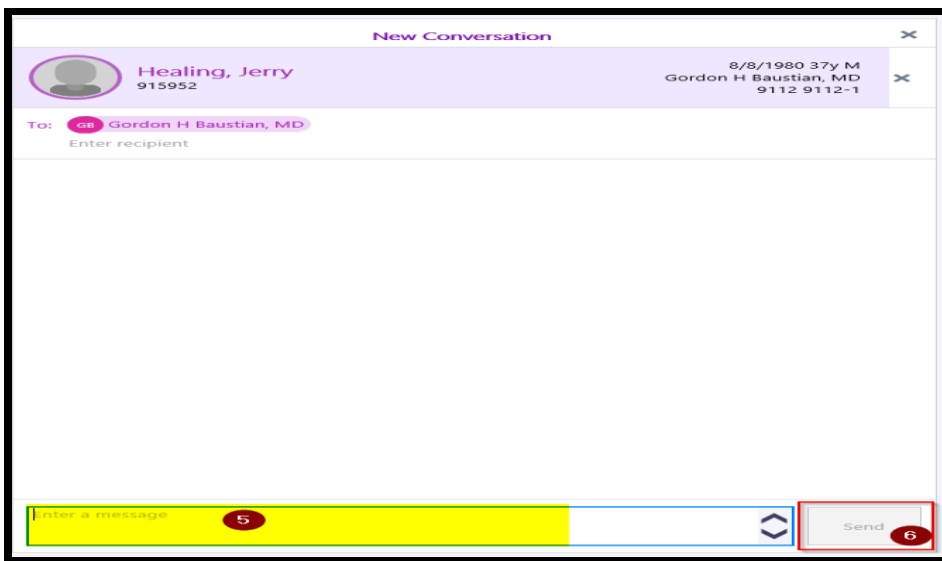 New Conversation
Healing, Jerry
915952
8/8/1980 37y M
Gordon H Baustian, MD
9112 9112-1
To: GB Gordon H Baustian, MD
Enter recipient
Enter a message
5
Send
6